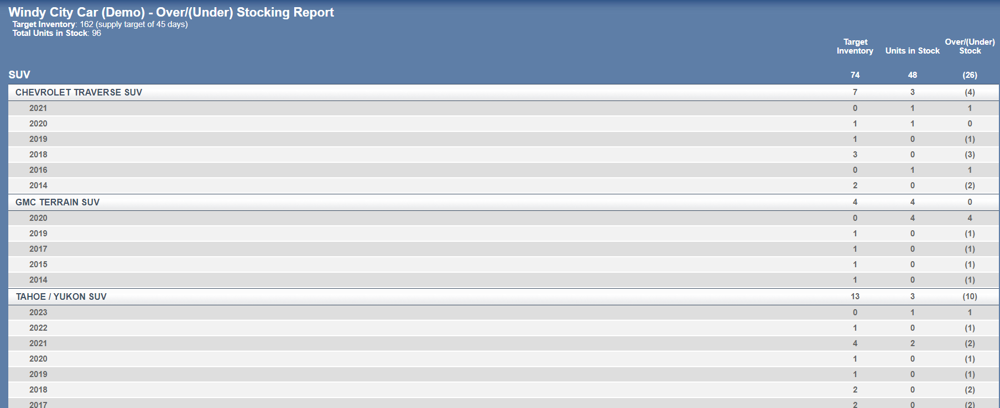 Windy City Car (Demo) - Over/(Under) Stocking Report
Target Inventory: 162 (supply target of 45 days)
Total Units in Stock: 96
Target Inventory Units in Stock Over/(Under) Stock
SUV 74 48 (26)
CHEVROLET TRAVERSE SUV 7 3 (4)
2021 0 1 1
2020 1 1 0
2019 1 0 (1)
2018 3 0 (3)
2016 0 1 1
2014 2 0 (2)
GMC TERRAIN SUV 4 4 0
2020 0 4 4
2019 1 0 (1)
2017 1 0 (1)
2015 1 0 (1)
2014 1 0 (1)
TAHOE / YUKON SUV 13 3 (10)
2023 0 1 1
2022 1 0 (1)
2021 4 2 (2)
2020 1 0 (1)
2019 1 0 (1)
2018 2 0 (2)
2017 2 0 (2)